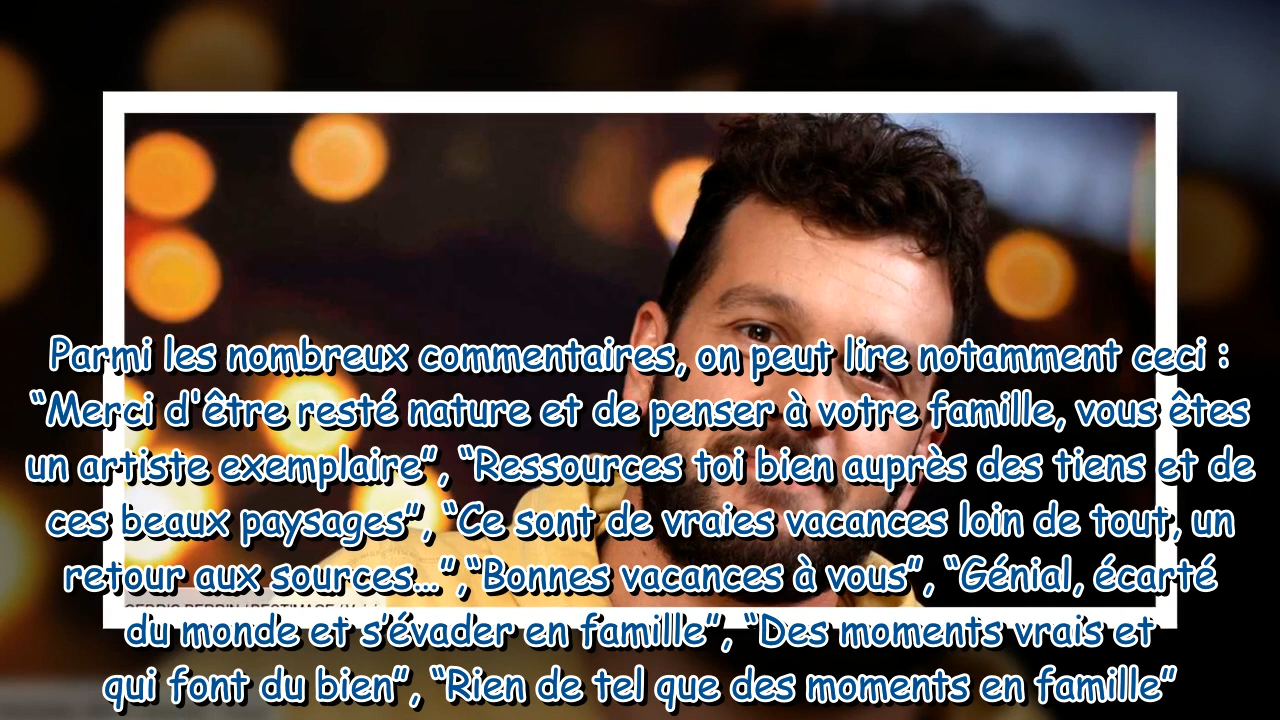 Parmi les nombreux commentaires, on peut lire notamment ceci :
“Merci d'être resté nature et de penser à votre famille, vous êtes
un artiste exemplaire”, “Ressources toi bien auprès des tiens et de
ces beaux paysages”, “Ce sont de vraies vacances loin de tout, un
retour aux sources…”, “Bonnes vacances à vous”, “Génial, écarté
du monde et s’évader en famille”, “Des moments vrais et
qui font du bien”, “Rien de tel que des moments en famille”